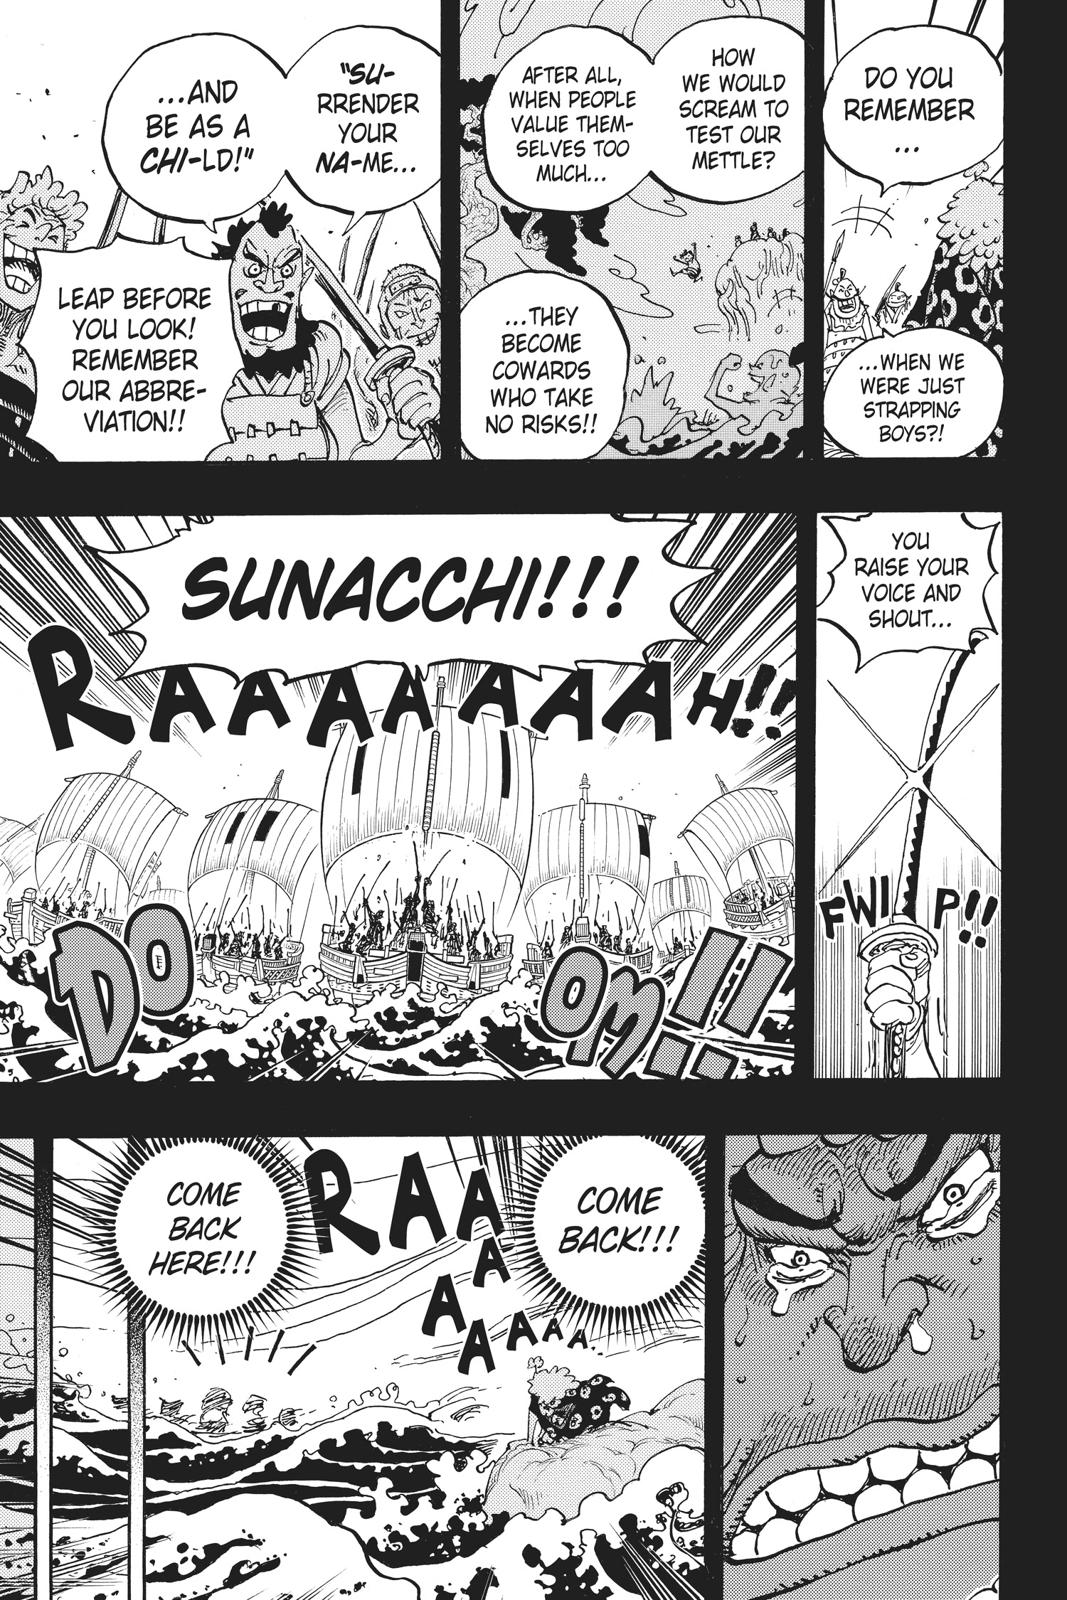 DO YOU
REMEMBER
...
...WHEN WE
WERE JUST
STRAPPING
BOYS?!
HOW
WE WOULD
SCREAM TO
TEST OUR
METTLE?
AFTER ALL,
WHEN PEOPLE
VALUE THEM-
SELVES TOO
MUCH...
...THEY
BECOME
COWARDS
WHO TAKE
NO RISKS!!
"SU-
RRENDER
YOUR
NA-ME...
...AND
BE AS A
CHI-LD!"
LEAP BEFORE
YOU LOOK!
REMEMBER
OUR ABBRE-
VIATION!!
YOU
RAISE YOUR
VOICE AND
SHOUT...
FWIP!!
SUNACCHI!!!
RAAAAAAAH!!
DOOM!!!!
COME
BACK!!!
RAAAAAAAA...
COME
BACK
HERE!!!